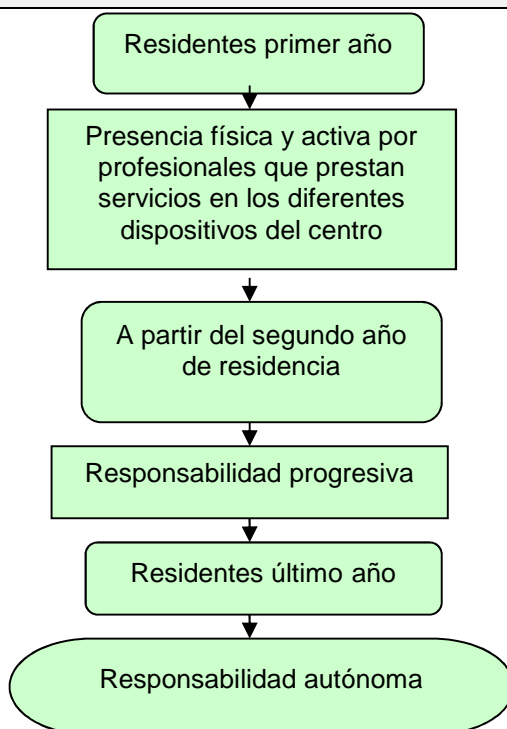 Residentes primer año
Presencia física y activa por
profesionales que prestan
servicios en los diferentes
dispositivos del centro
A partir del segundo año
de residencia
Responsabilidad progresiva
Residentes último año
Responsabilidad autónoma